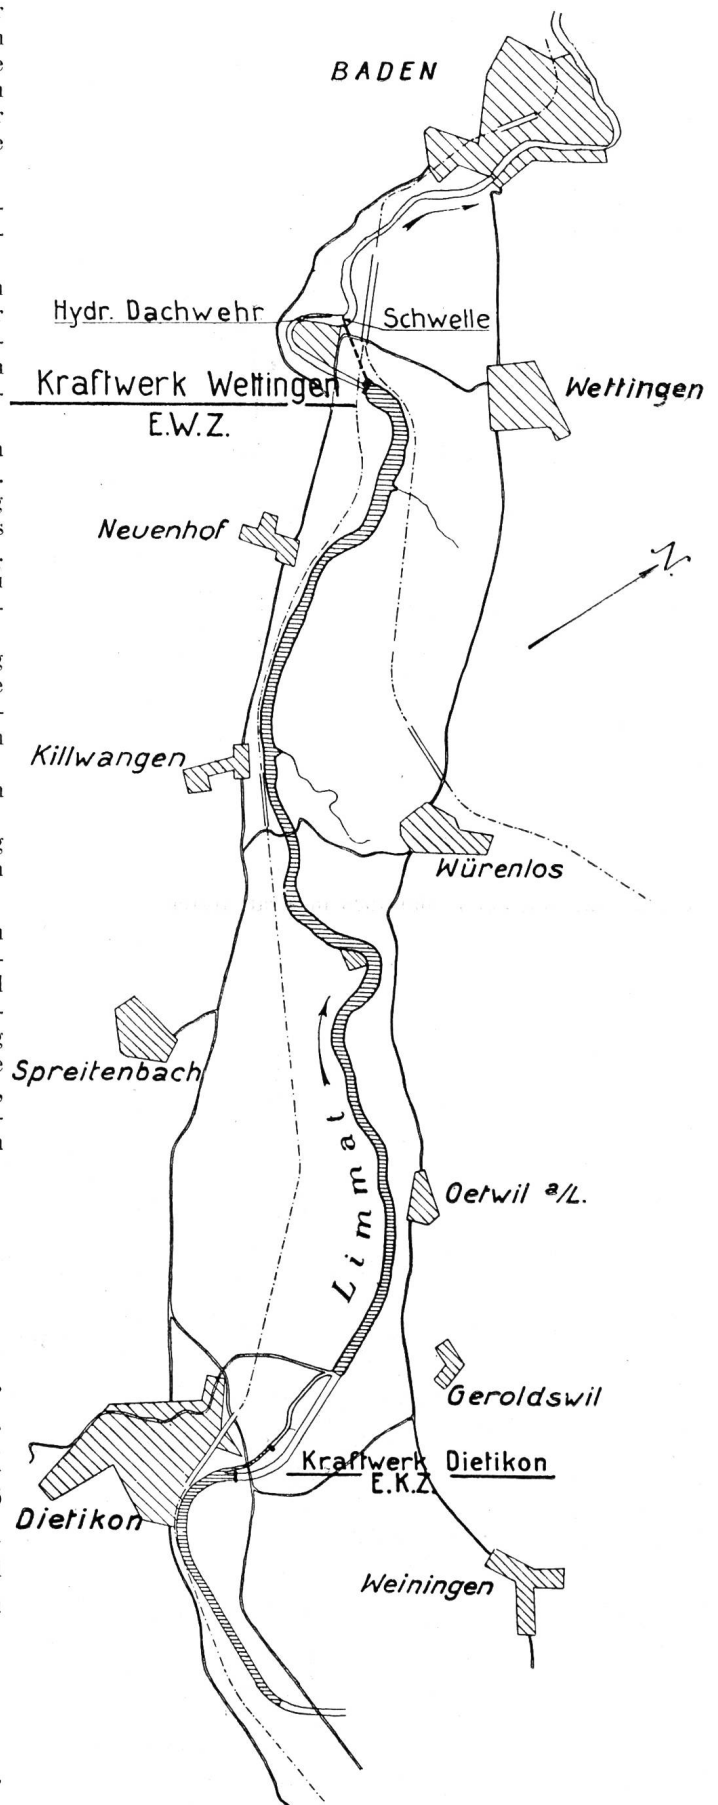 BADEN
Hydr. Dachwehr
Schwelle
Kraftwerk Wettingen
E.W.Z.
Wettingen
Neuenhof
N.
Killwangen
Würenlos
Spreitenbach
Limmat
Oetwil a/L.
Geroldswil
Kraftwerk Dietikon
E.K.Z.
Dietikon
Weiningen